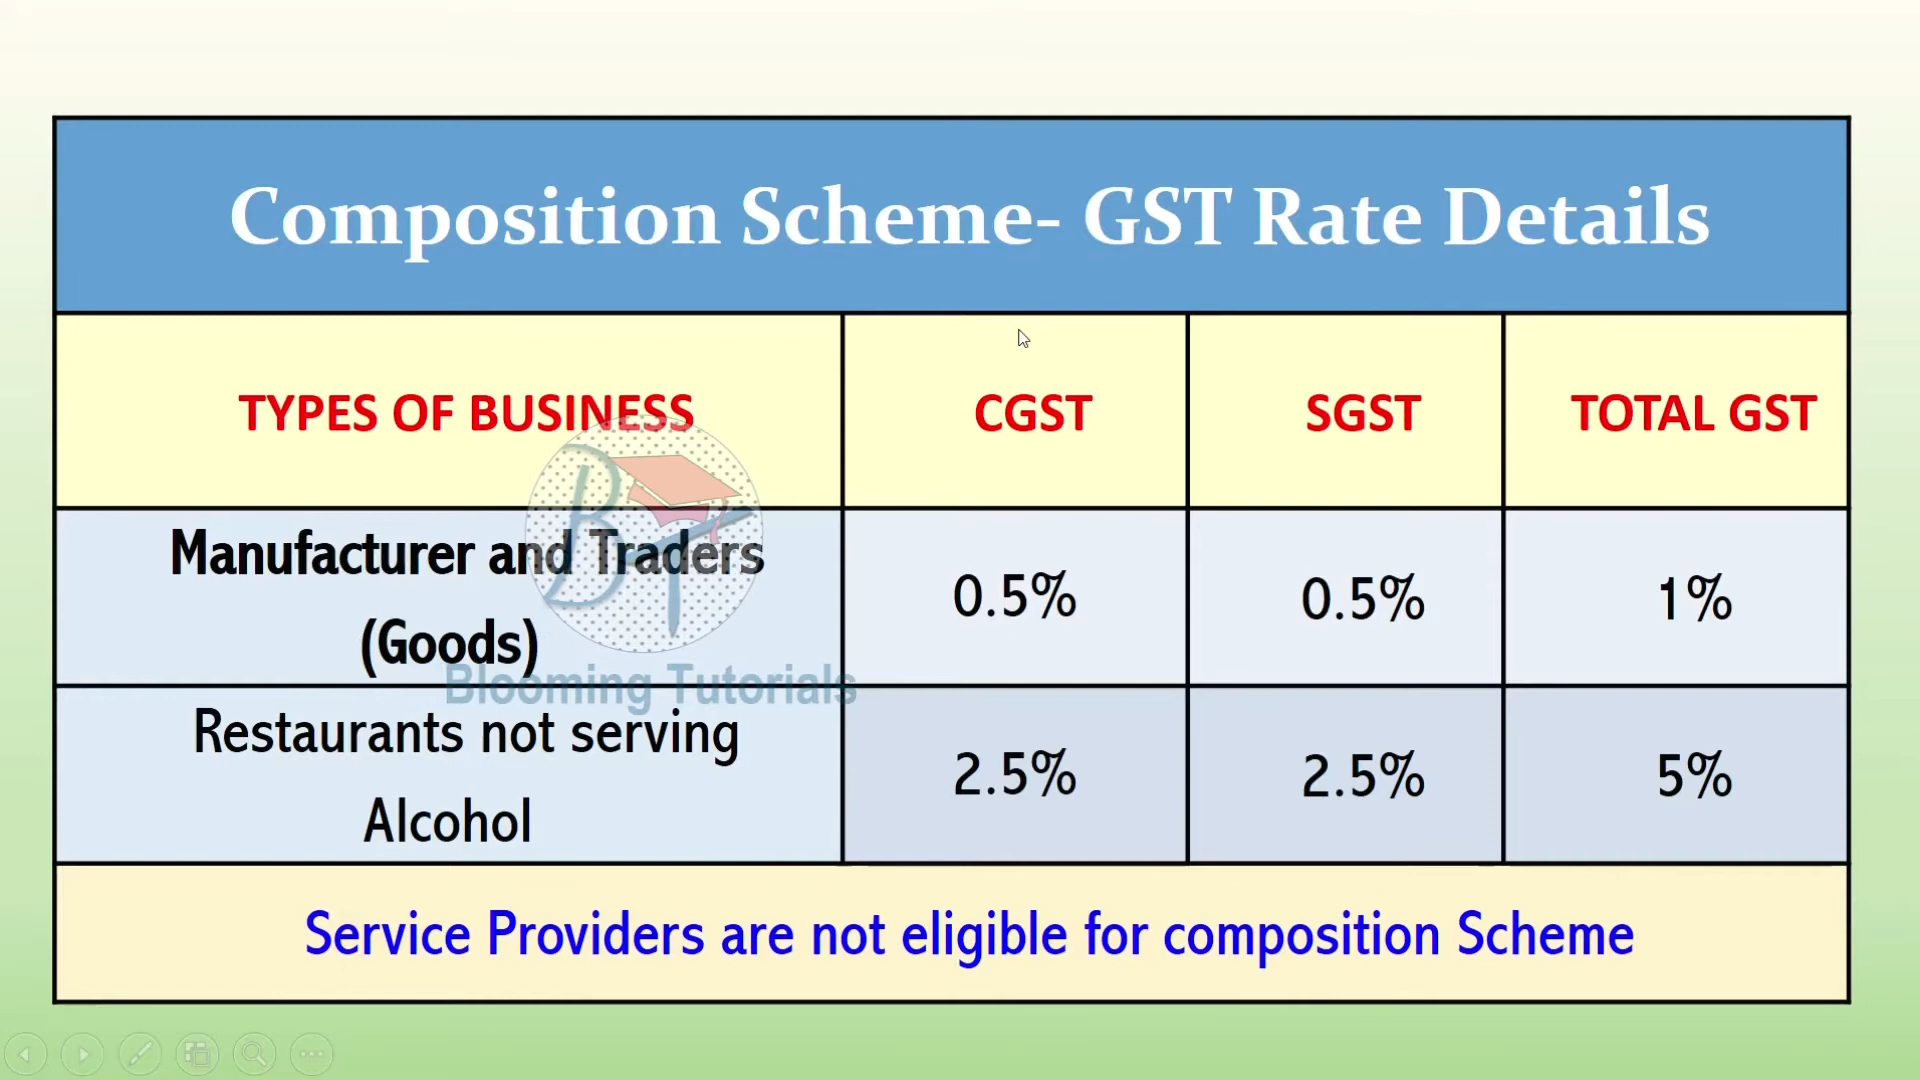 Composition Scheme- GST Rate Details
TYPES OF BUSINESS CGST SGST TOTAL GST
Manufacturer and Traders
(Goods) 0.5% 0.5% 1%
Blooming Tutorials
Restaurants not serving
Alcohol 2.5% 2.5% 5%
Service Providers are not eligible for composition Scheme